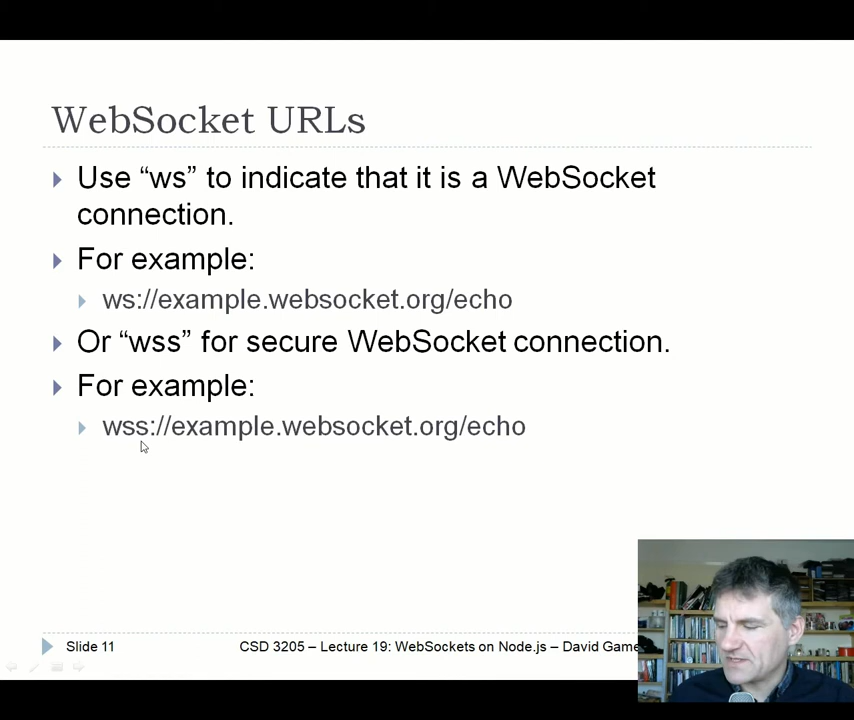 WebSocket URLs
Use “ws” to indicate that it is a WebSocket
connection.
For example:
ws://example.websocket.org/echo
Or “wss” for secure WebSocket connection.
For example:
wss://example.websocket.org/echo
Slide 11
CSD 3205 – Lecture 19: WebSockets on Node.js – David Game